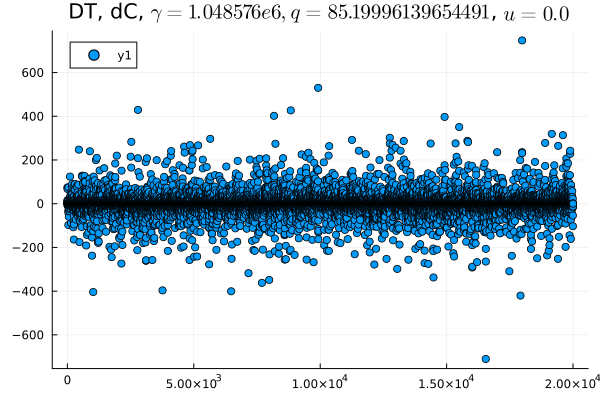 DT, dC, γ = 1.048576e6, q = 85.19996139654491, u = 0.0
y1
600
400
200
0
−200
−400
−600
0 5.00×10³ 1.00×10⁴ 1.50×10⁴ 2.00×10⁴